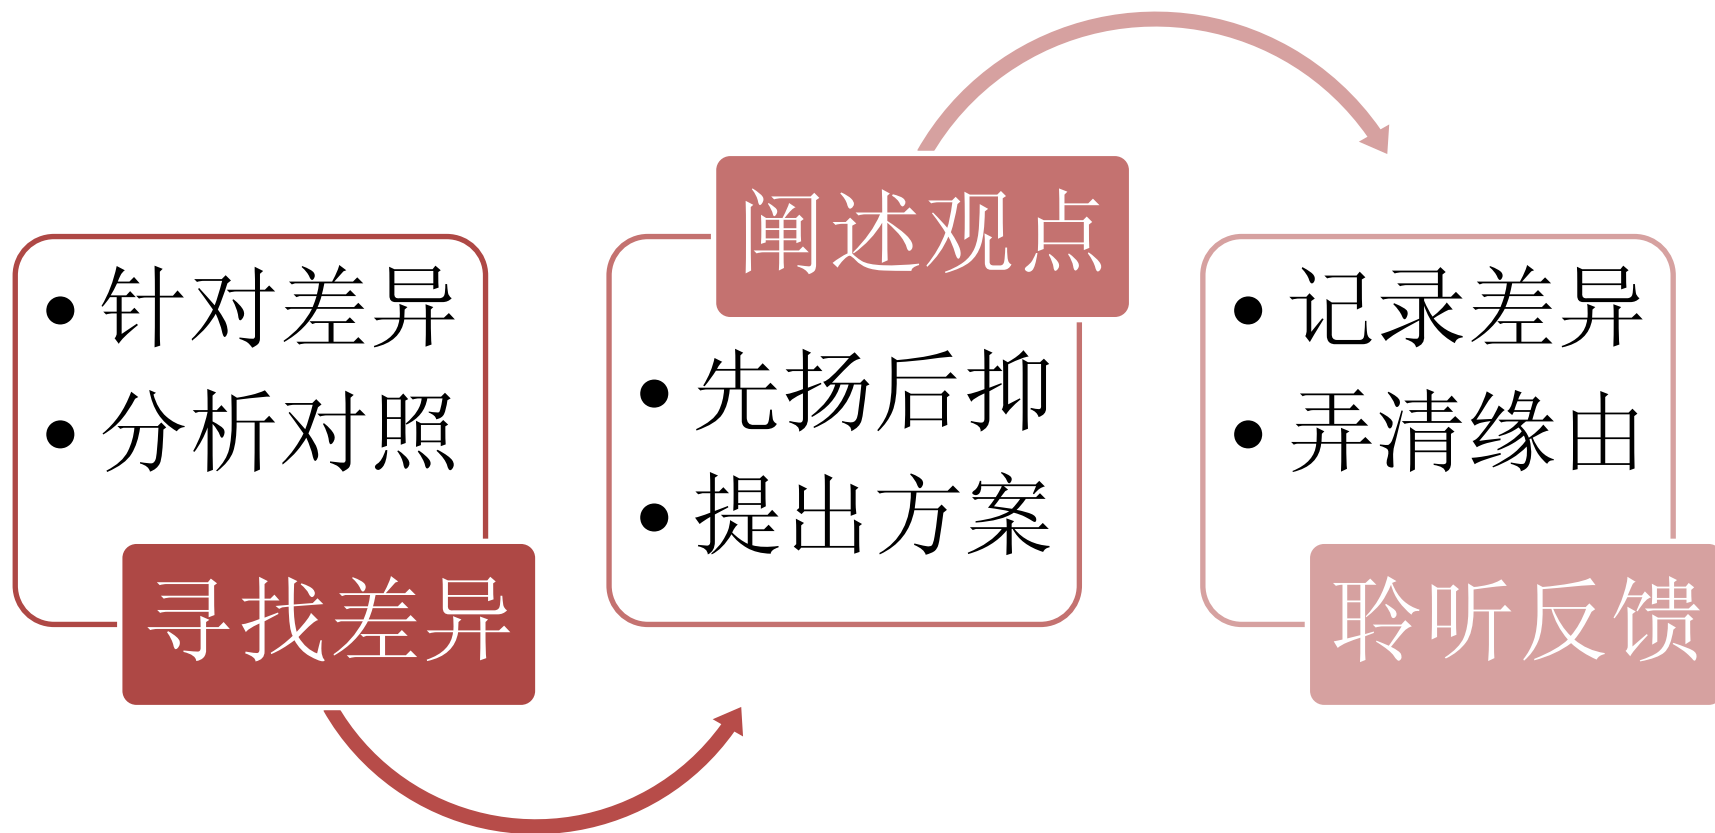 • 针对差异
• 分析对照
寻找差异
阐述观点
• 先扬后抑
• 提出方案
• 记录差异
• 弄清缘由
聆听反馈